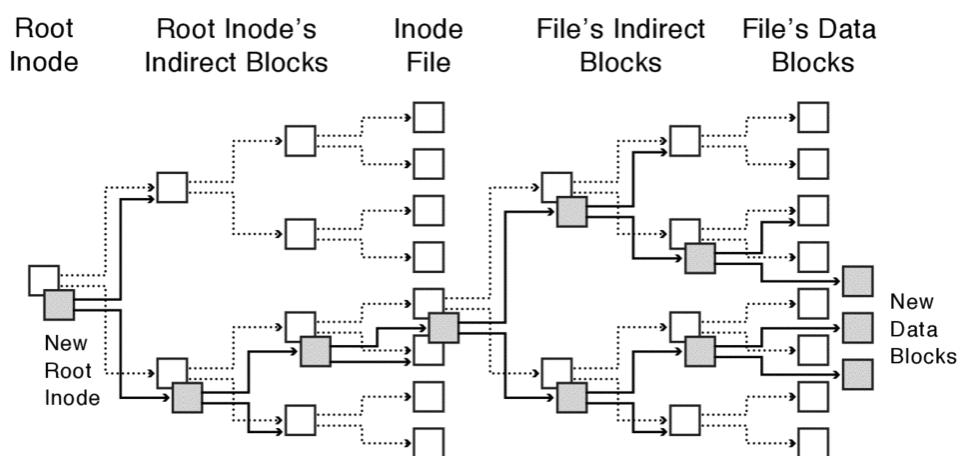 Root
Inode
Root Inode's
Indirect Blocks
Inode
File
File's Indirect
Blocks
File's Data
Blocks
New
Root
Inode
New
Data
Blocks